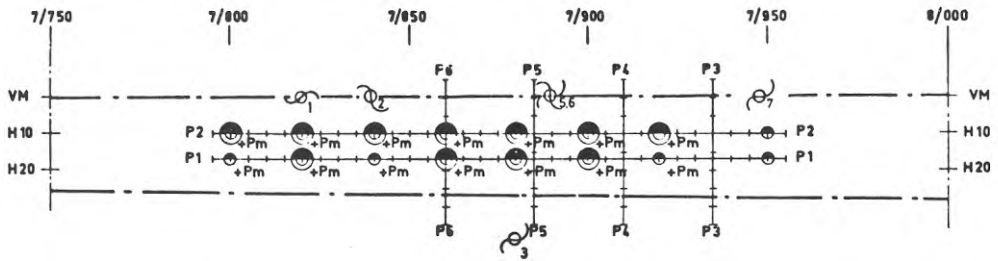 7/750 7/800 7/850 7/900 7/950 8/000
F6 P5 P4 P3
VM 1 2 5.6 7 VM
H10 P2 P2 H10
+Pm +Pm +Pm +Pm +Pm +Pm +Pm
P1 P1
H20 +Pm +Pm +Pm +Pm +Pm +Pm +Pm H20
P6 P5 P4 P3
3